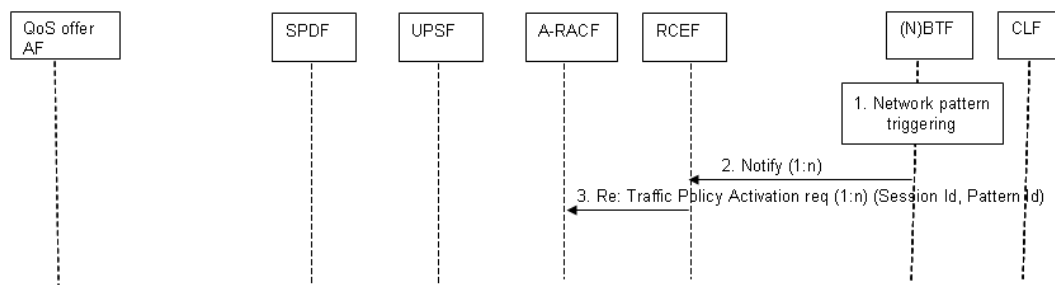 QoS offer
AF
SPDF
UPSF
A-RACF
RCEF
(N)BTF
CLF
1. Network pattern
triggering
2. Notify (1:n)
3. Re: Traffic Policy Activation req (1:n) (Session Id, Pattern Id)